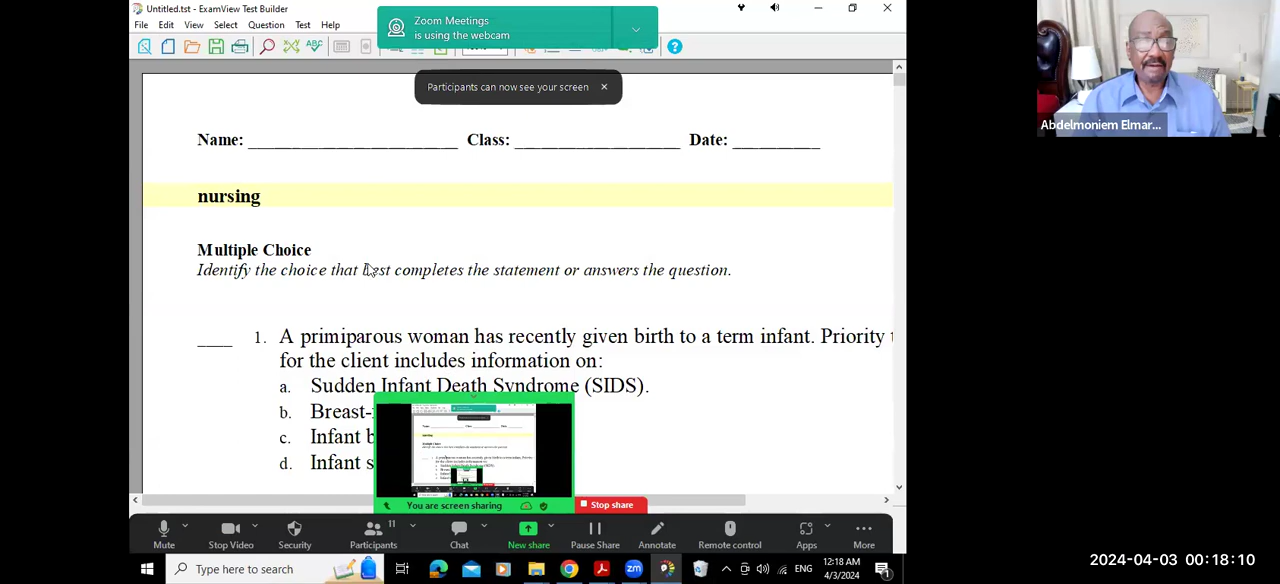 Untitled.tst - ExamView Test Builder
File Edit View Select Question Test Help
Zoom Meetings
is using the webcam
Participants can now see your screen
Name: Class: Date:
nursing
Multiple Choice
Identify the choice that best completes the statement or answers the question.
1. A primiparous woman has recently given birth to a term infant. Priority
for the client includes information on:
a. Sudden Infant Death Syndrome (SIDS).
b. Breast-
c. Infant b
d. Infant s
You are screen sharing
Stop share
Mute Stop Video Security Participants 11 Chat New share Pause Share Annotate Remote control Apps More
Type here to search
zm
ENG
12:18 AM
4/3/2024
1
Abdelmoniem Elmar...
2024-04-03 00:18:10